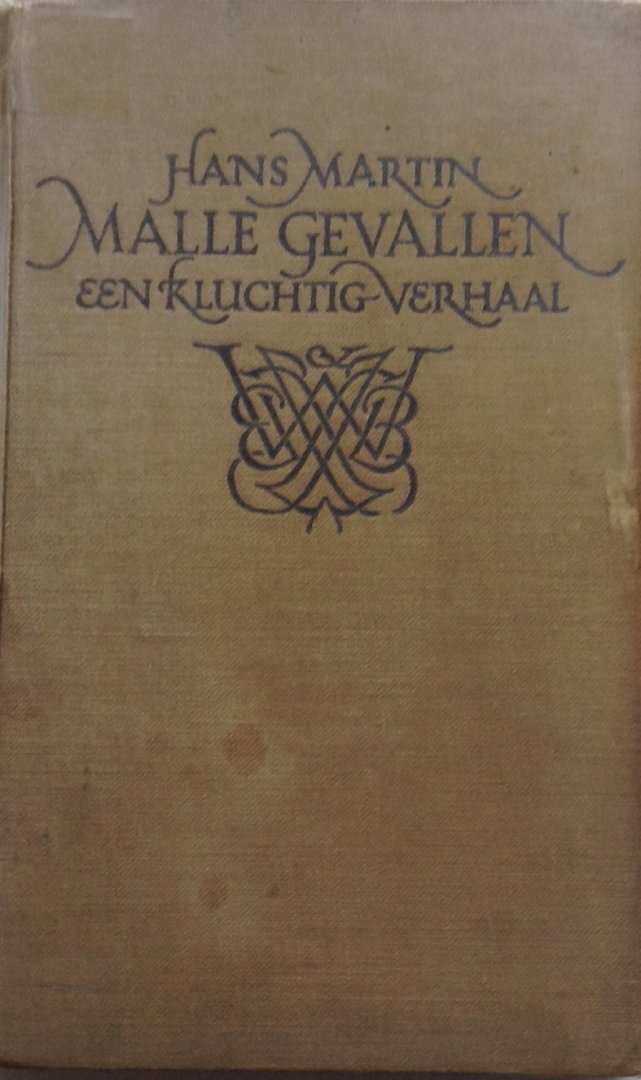 HANS MARTIN
MALLE GEVALLEN
EEN KLUCHTIG VERHAAL